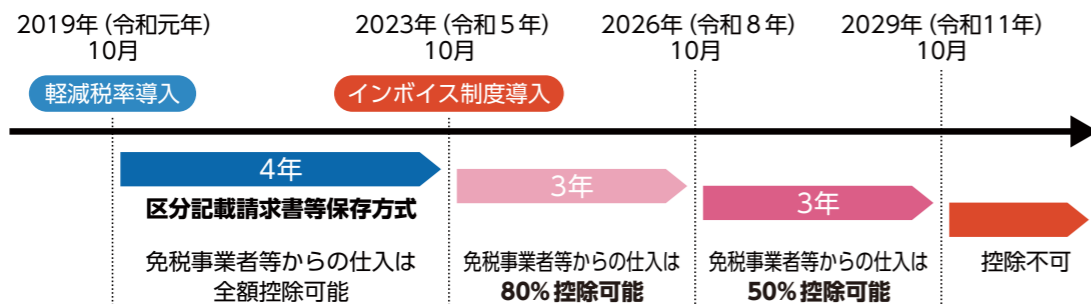 2019年(令和元年)
10月
2023年(令和5年)
10月
2026年(令和8年)
10月
2029年(令和11年)
10月
軽減税率導入
インボイス制度導入
4年
3年
3年
区分記載請求書等保存方式
免税事業者等からの仕入は
全額控除可能
免税事業者等からの仕入は
80%控除可能
免税事業者等からの仕入は
50%控除可能
控除不可